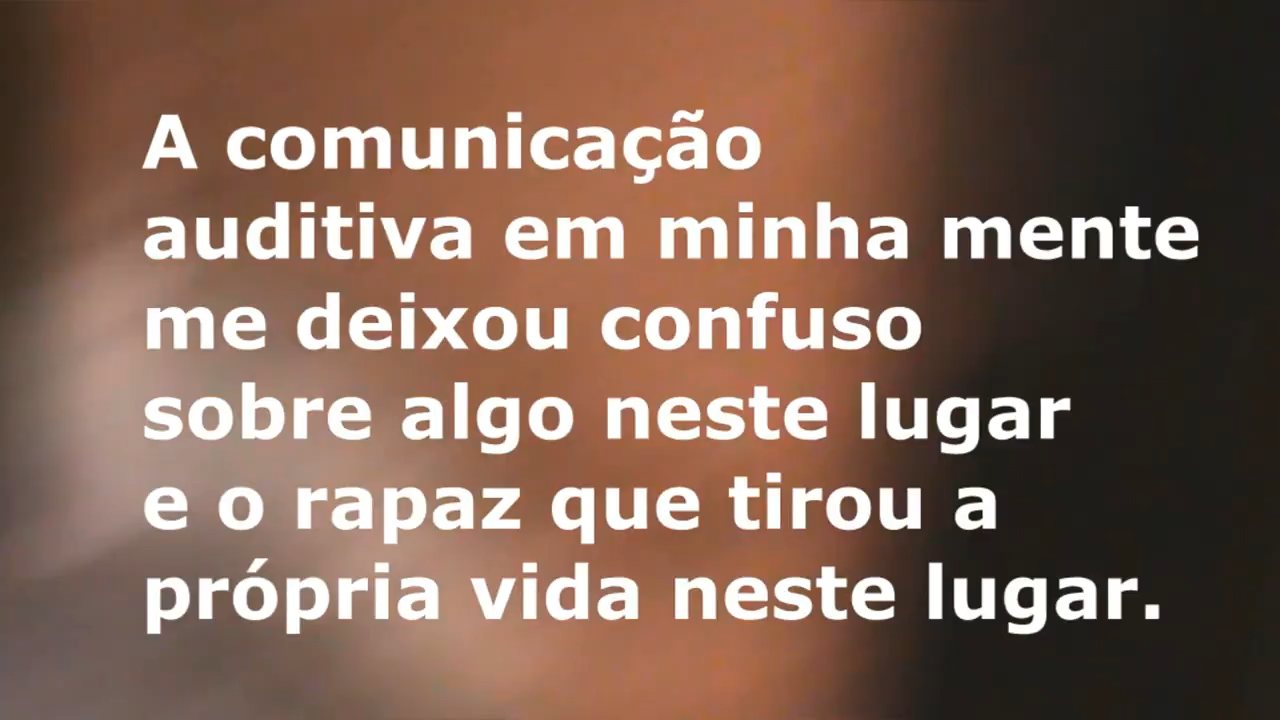 A comunicação
auditiva em minha mente
me deixou confuso
sobre algo neste lugar
e o rapaz que tirou a
própria vida neste lugar.